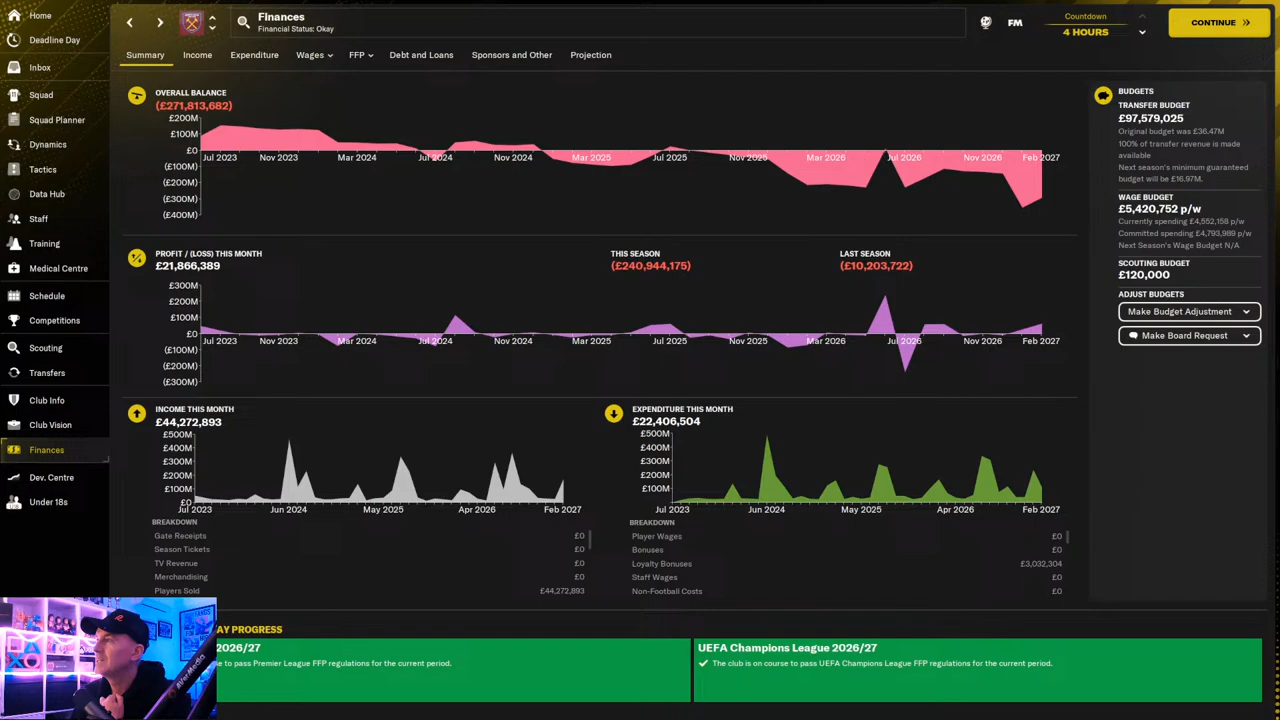 Home
Deadline Day
Inbox
Squad
Squad Planner
Dynamics
Tactics
Data Hub
Staff
Training
Medical Centre
Schedule
Competitions
Scouting
Transfers
Club Info
Club Vision
Finances
Dev. Centre
Under 18s
Finances
Financial Status: Okay
FM
Countdown
4 HOURS
CONTINUE
Summary
Income
Expenditure
Wages
FFP
Debt and Loans
Sponsors and Other
Projection
OVERALL BALANCE
(£271,813,682)
£200M
£100M
£0
(£100M)
(£200M)
(£300M)
(£400M)
Jul 2023
Nov 2023
Mar 2024
Jul 2024
Nov 2024
Mar 2025
Jul 2025
Nov 2025
Mar 2026
Jul 2026
Nov 2026
Feb 2027
PROFIT / (LOSS) THIS MONTH
£21,866,389
THIS SEASON
(£240,944,175)
LAST SEASON
(£10,203,722)
£300M
£200M
£100M
£0
(£100M)
(£200M)
(£300M)
Jul 2023
Nov 2023
Mar 2024
Jul 2024
Nov 2024
Mar 2025
Jul 2025
Nov 2025
Mar 2026
Jul 2026
Nov 2026
Feb 2027
INCOME THIS MONTH
£44,272,893
£500M
£400M
£300M
£200M
£100M
£0
Jul 2023
Jun 2024
May 2025
Apr 2026
Feb 2027
BREAKDOWN
Gate Receipts £0
Season Tickets £0
TV Revenue £0
Merchandising £0
Players Sold £44,272,893
EXPENDITURE THIS MONTH
£22,406,504
£500M
£400M
£300M
£200M
£100M
Jul 2023
Jun 2024
May 2025
Apr 2026
Feb 2027
BREAKDOWN
Player Wages £0
Bonuses £0
Loyalty Bonuses £3,032,304
Staff Wages £0
Non-Football Costs £0
BUDGETS
TRANSFER BUDGET
£97,579,025
Original budget was £36.47M
100% of transfer revenue is made
available
Next season's minimum guaranteed
budget will be £16.97M.
WAGE BUDGET
£5,420,752 p/w
Currently spending £4,552,158 p/w
Committed spending £4,793,989 p/w
Next Season's Wage Budget N/A
SCOUTING BUDGET
£120,000
ADJUST BUDGETS
Make Budget Adjustment
Make Board Request
AY PROGRESS
2026/27
e to pass Premier League FFP regulations for the current period.
UEFA Champions League 2026/27
The club is on course to pass UEFA Champions League FFP regulations for the current period.